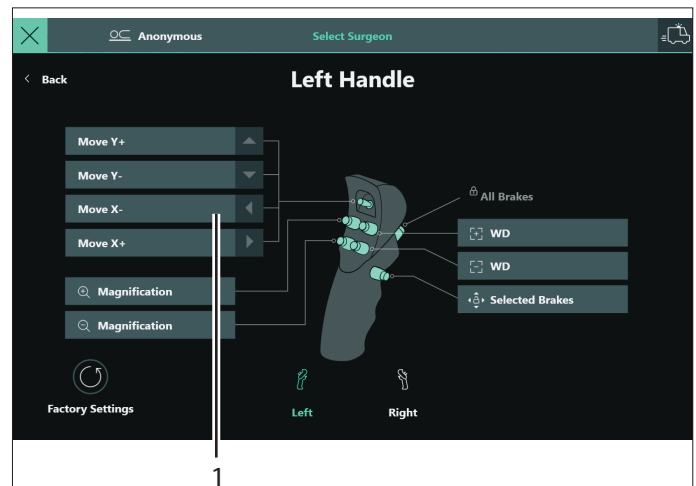 Anonymous
Select Surgeon
< Back
Left Handle
Move Y+
Move Y-
Move X-
Move X+
Magnification
Magnification
All Brakes
WD
WD
Selected Brakes
Factory Settings
Left
Right
1